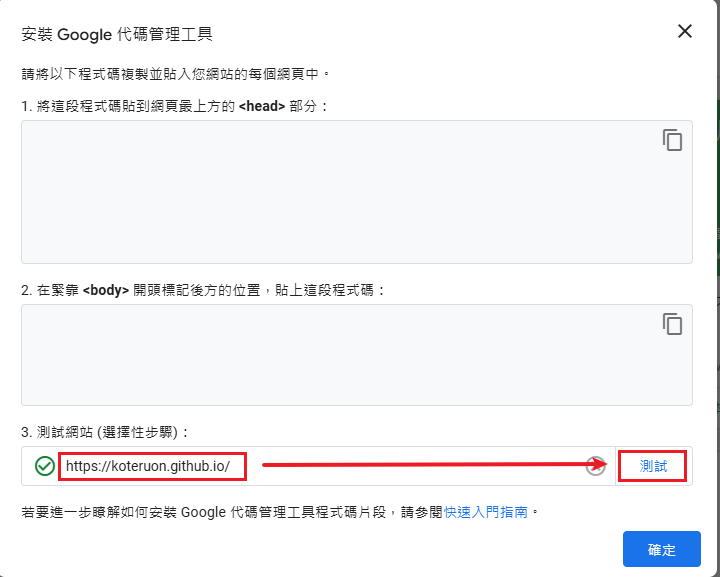 安裝 Google 代碼管理工具
請將以下程式碼複製並貼入您網站的每個網頁中。
1. 將這段程式碼貼到網頁最上方的 <head> 部分：
2. 在緊靠 <body> 開頭標記後方的位置，貼上這段程式碼：
3. 測試網站 (選擇性步驟)：
https://koteruon.github.io/ 測試
若要進一步瞭解如何安裝 Google 代碼管理工具程式碼片段，請參閱快速入門指南。
確定